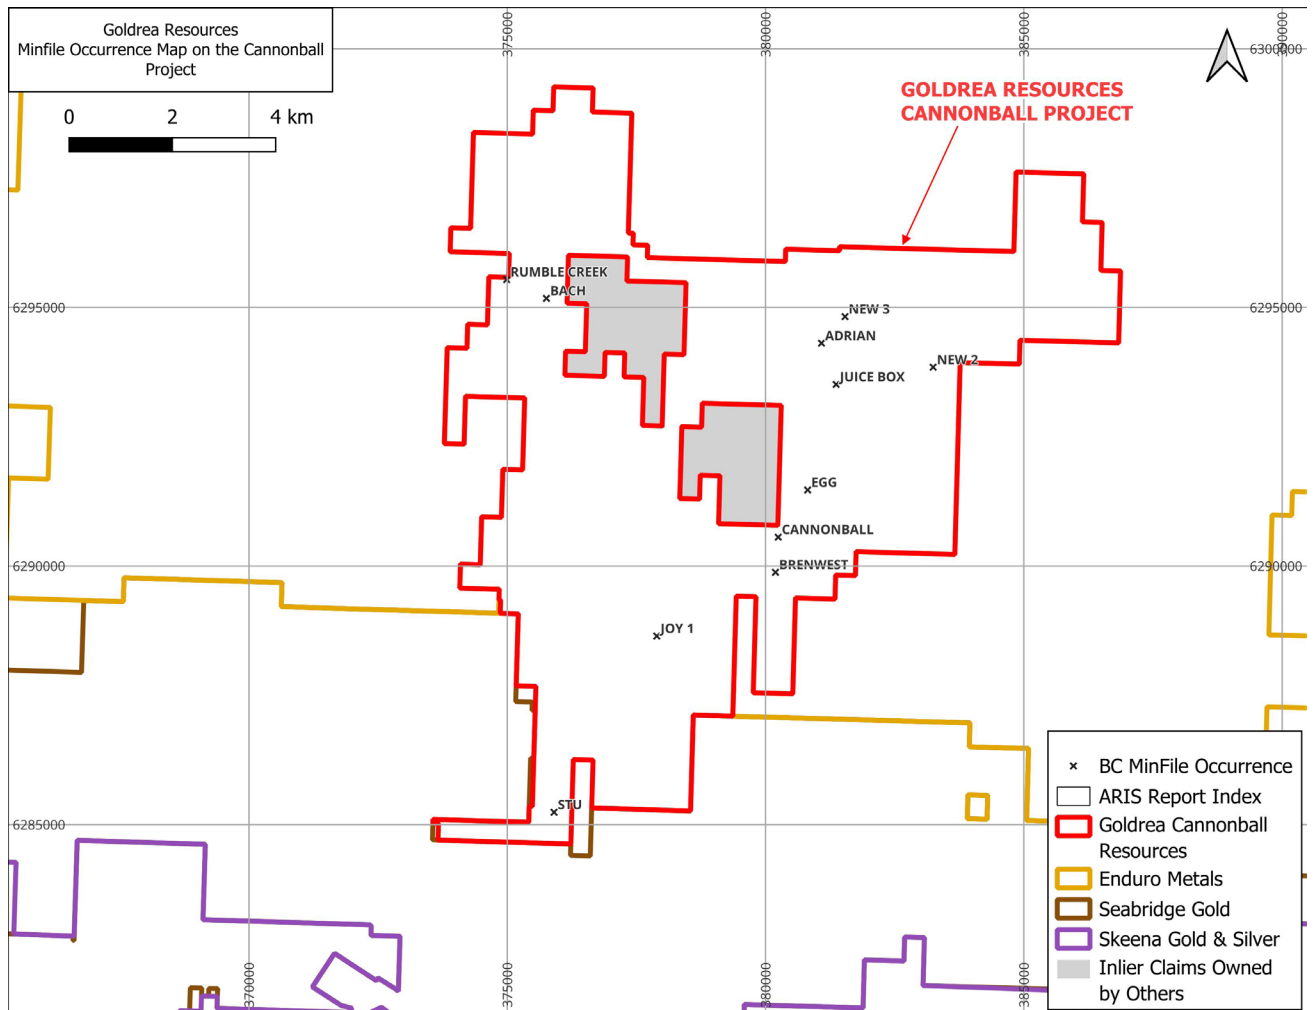 Goldrea Resources
Minfile Occurrence Map on the Cannonball
Project
0 2 4 km
375000
380000
385000
390000
6300000
6300000
GOLDREA RESOURCES
CANNONBALL PROJECT
RUMBLE CREEK
BACH
6295000
6295000
NEW 3
ADRIAN
NEW 2
JUICE BOX
EGG
CANNONBALL
6290000
6290000
BRENWEST
JOY 1
STU
6285000
BC MinFile Occurrence
ARIS Report Index
Goldrea Cannonball
Resources
Enduro Metals
Seabridge Gold
Skeena Gold & Silver
Inlier Claims Owned
by Others
370000
375000
380000
385000